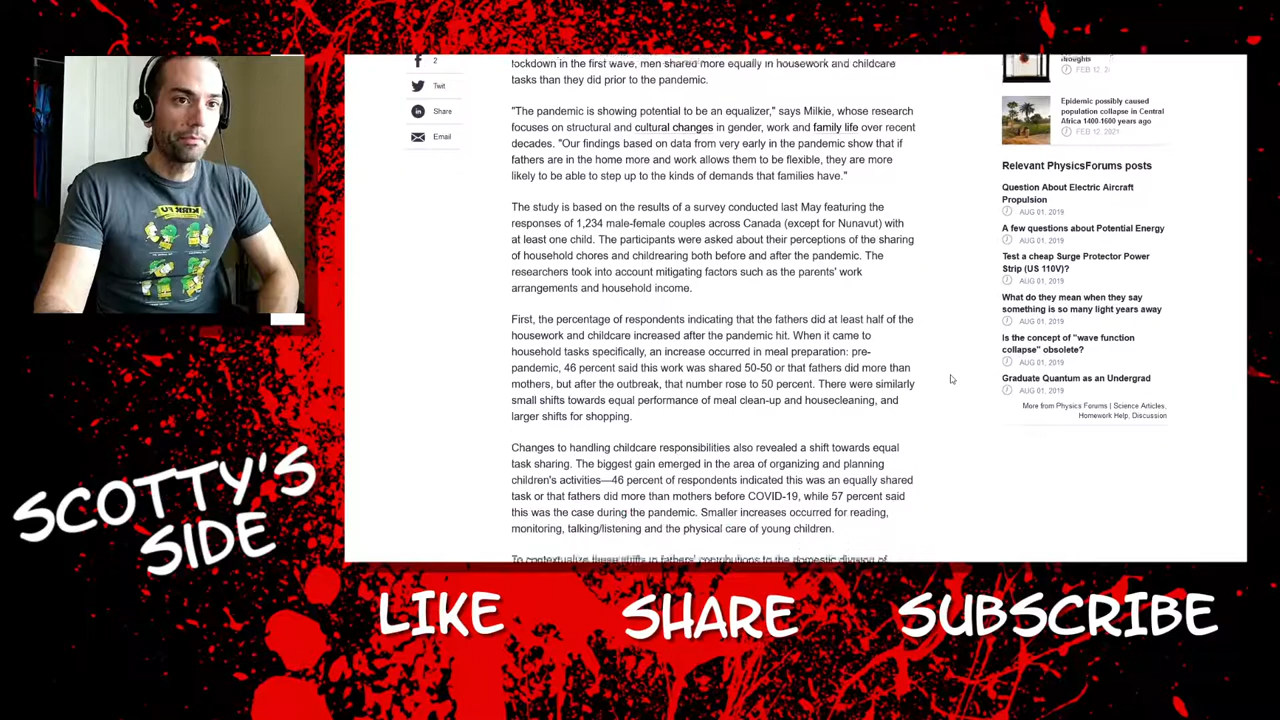 2
Twit
Share
Email
lockdown in the first wave, men shared more equally in housework and childcare
tasks than they did prior to the pandemic.
"The pandemic is showing potential to be an equalizer," says Milkie, whose research
focuses on structural and cultural changes in gender, work and family life over recent
decades. "Our findings based on data from very early in the pandemic show that if
fathers are in the home more and work allows them to be flexible, they are more
likely to be able to step up to the kinds of demands that families have."
The study is based on the results of a survey conducted last May featuring the
responses of 1,234 male-female couples across Canada (except for Nunavut) with
at least one child. The participants were asked about their perceptions of the sharing
of household chores and childrearing both before and after the pandemic. The
researchers took into account mitigating factors such as the parents' work
arrangements and household income.
First, the percentage of respondents indicating that the fathers did at least half of the
housework and childcare increased after the pandemic hit. When it came to
household tasks specifically, an increase occurred in meal preparation: pre-
pandemic, 46 percent said this work was shared 50-50 or that fathers did more than
mothers, but after the outbreak, that number rose to 50 percent. There were similarly
small shifts towards equal performance of meal clean-up and housecleaning, and
larger shifts for shopping.
Changes to handling childcare responsibilities also revealed a shift towards equal
task sharing. The biggest gain emerged in the area of organizing and planning
children's activities—46 percent of respondents indicated this was an equally shared
task or that fathers did more than mothers before COVID-19, while 57 percent said
this was the case during the pandemic. Smaller increases occurred for reading,
monitoring, talking/listening and the physical care of young children.
To contextualize these shifts in fathers' contributions to the domestic division of
thoughts
FEB 12, 2
Epidemic possibly caused
population collapse in Central
Africa 1400-1600 years ago
FEB 12, 2021
Relevant PhysicsForums posts
Question About Electric Aircraft
Propulsion
AUG 01, 2019
A few questions about Potential Energy
AUG 01, 2019
Test a cheap Surge Protector Power
Strip (US 110V)?
AUG 01, 2019
What do they mean when they say
something is so many light years away
AUG 01, 2019
Is the concept of "wave function
collapse" obsolete?
AUG 01, 2019
Graduate Quantum as an Undergrad
AUG 01, 2019
More from Physics Forums | Science Articles,
Homework Help, Discussion
SCOTTY'S
SIDE
LIKE SHARE SUBSCRIBE